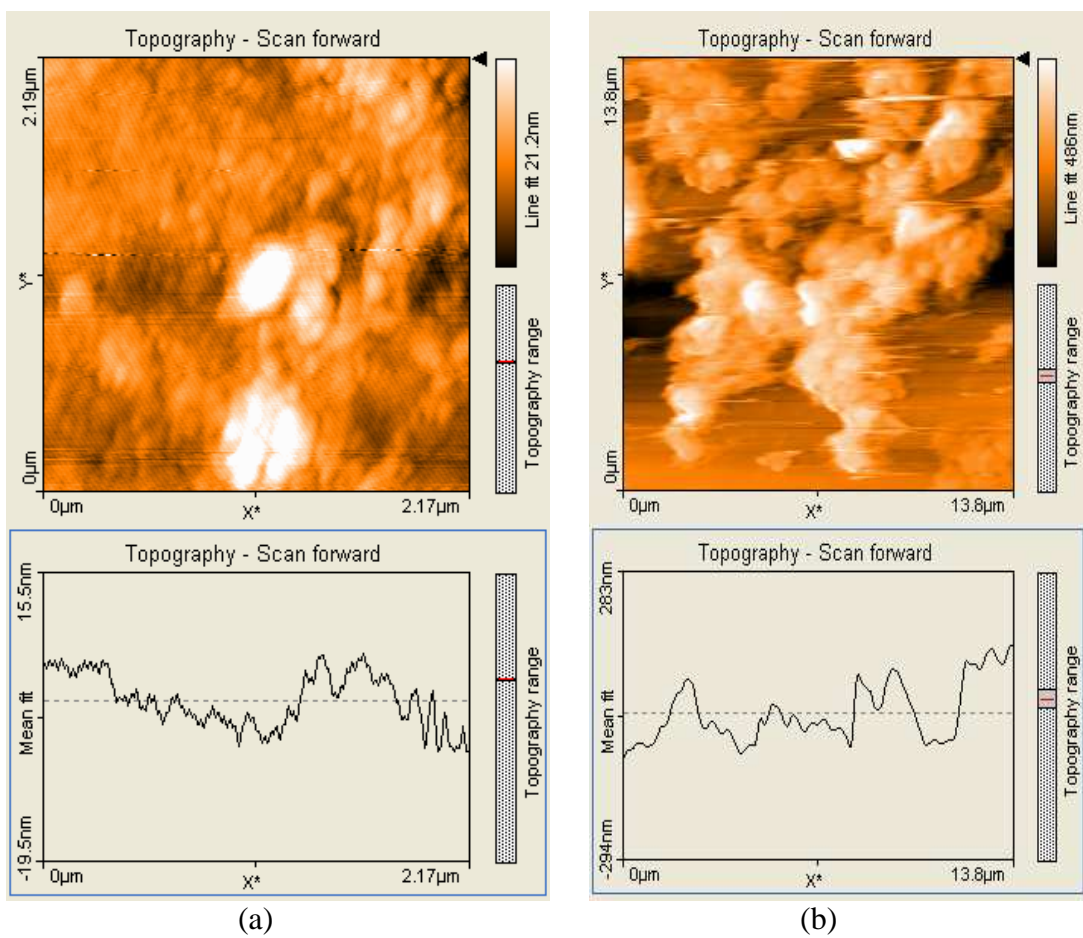 Topography - Scan forward
2.19µm
Y*
0µm
0µm
X*
2.17µm
Line fit 21.2nm
Topography range
Topography - Scan forward
15.5nm
Mean fit
-19.5nm
0µm
X*
2.17µm
Topography range
(a)
Topography - Scan forward
13.8µm
Y*
0µm
0µm
X*
13.8µm
Line fit 486nm
Topography range
Topography - Scan forward
283nm
Mean fit
-294nm
0µm
X*
13.8µm
Topography range
(b)